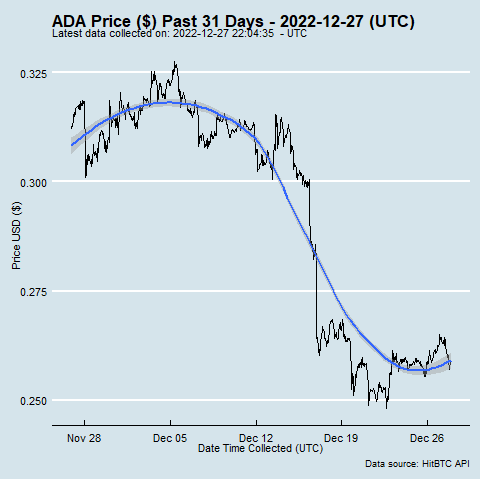 ADA Price ($) Past 31 Days - 2022-12-27 (UTC)
Latest data collected on: 2022-12-27 22:04:35 - UTC
0.325
0.300
0.275
0.250
Price USD ($)
Nov 28 Dec 05 Dec 12 Dec 19 Dec 26
Date Time Collected (UTC)
Data source: HitBTC API